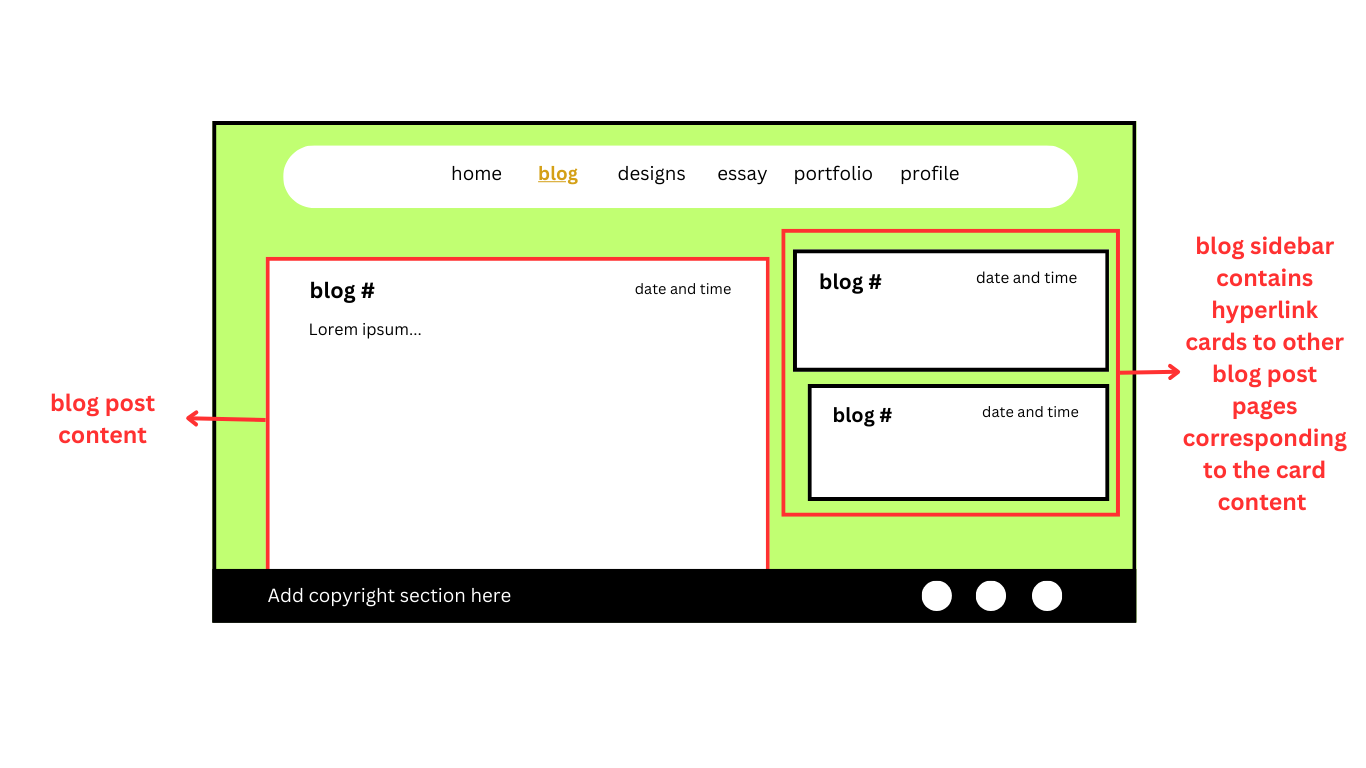 home blog designs essay portfolio profile
blog # date and time
Lorem ipsum...
blog # date and time
blog # date and time
blog post
content
blog sidebar
contains
hyperlink
cards to other
blog post
pages
corresponding
to the card
content
Add copyright section here